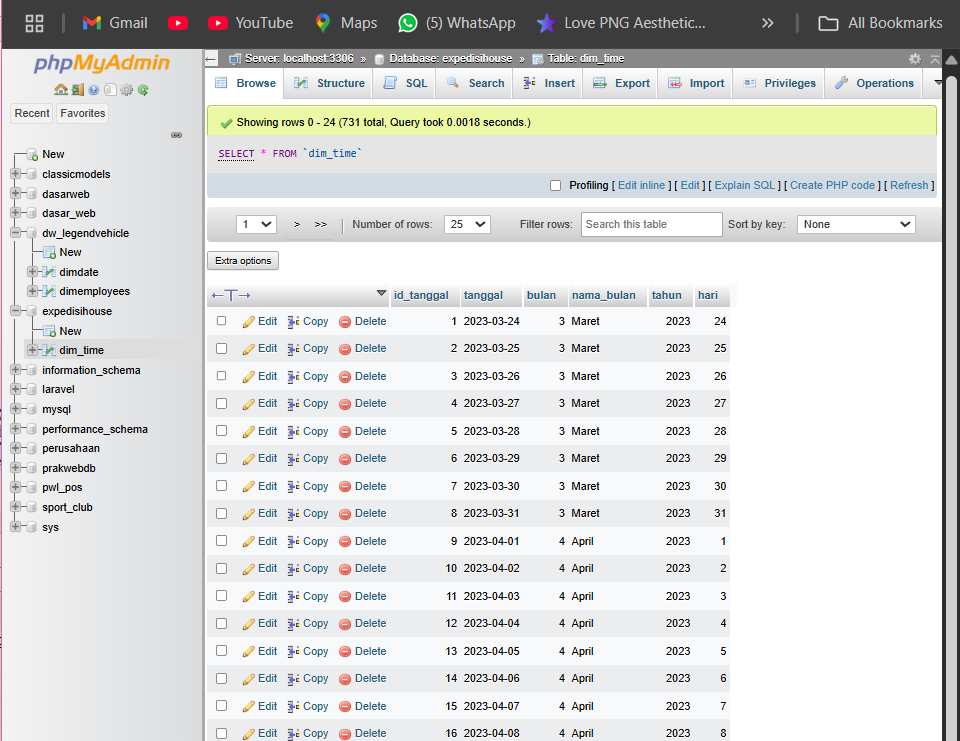 Gmail YouTube Maps (5) WhatsApp Love PNG Aesthetic... » All Bookmarks
phpMyAdmin
Recent Favorites
New
classicmodels
dasarweb
dasar_web
dw_legendvehicle
New
dimdate
dimemployees
expedisihouse
New
dim_time
information_schema
laravel
mysql
performance_schema
perusahaan
prakwebdb
pwl_pos
sport_club
sys
Server: localhost:3306 » Database: expedisihouse » Table: dim_time
Browse Structure SQL Search Insert Export Import Privileges Operations
Showing rows 0 - 24 (731 total, Query took 0.0018 seconds.)
SELECT * FROM `dim_time`
Profiling [ Edit inline ] [ Edit ] [ Explain SQL ] [ Create PHP code ] [ Refresh ]
1 > >> Number of rows: 25 Filter rows: Search this table Sort by key: None
Extra options
←T→ id_tanggal tanggal bulan nama_bulan tahun hari
Edit Copy Delete 1 2023-03-24 3 Maret 2023 24
Edit Copy Delete 2 2023-03-25 3 Maret 2023 25
Edit Copy Delete 3 2023-03-26 3 Maret 2023 26
Edit Copy Delete 4 2023-03-27 3 Maret 2023 27
Edit Copy Delete 5 2023-03-28 3 Maret 2023 28
Edit Copy Delete 6 2023-03-29 3 Maret 2023 29
Edit Copy Delete 7 2023-03-30 3 Maret 2023 30
Edit Copy Delete 8 2023-03-31 3 Maret 2023 31
Edit Copy Delete 9 2023-04-01 4 April 2023 1
Edit Copy Delete 10 2023-04-02 4 April 2023 2
Edit Copy Delete 11 2023-04-03 4 April 2023 3
Edit Copy Delete 12 2023-04-04 4 April 2023 4
Edit Copy Delete 13 2023-04-05 4 April 2023 5
Edit Copy Delete 14 2023-04-06 4 April 2023 6
Edit Copy Delete 15 2023-04-07 4 April 2023 7
Edit Copy Delete 16 2023-04-08 4 April 2023 8